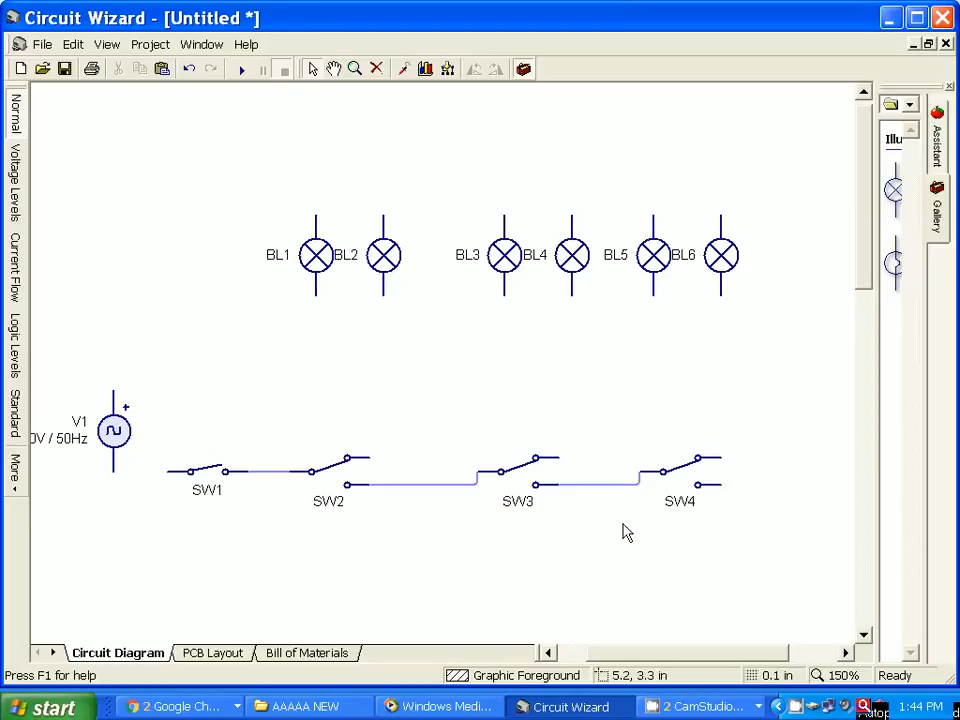 Circuit Wizard - [Untitled *]
File Edit View Project Window Help
Normal
Voltage Levels
Current Flow
Logic Levels
Standard
More
Assistant
Gallery
Illu
BL1 BL2 BL3 BL4 BL5 BL6
V1
0V / 50Hz
SW1
SW2
SW3
SW4
Circuit Diagram PCB Layout Bill of Materials
Press F1 for help Graphic Foreground 5.2, 3.3 in 0.1 in 150% Ready
start 2 Google Ch... AAAAA NEW Windows Medi... Circuit Wizard 2 CamStudio... 1:44 PM